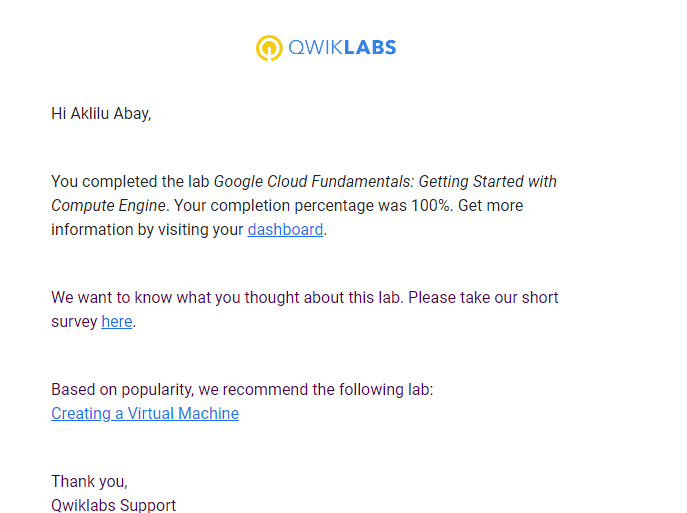 QWIKLABS
Hi Aklilu Abay,
You completed the lab Google Cloud Fundamentals: Getting Started with
Compute Engine. Your completion percentage was 100%. Get more
information by visiting your dashboard.
We want to know what you thought about this lab. Please take our short
survey here.
Based on popularity, we recommend the following lab:
Creating a Virtual Machine
Thank you,
Qwiklabs Support